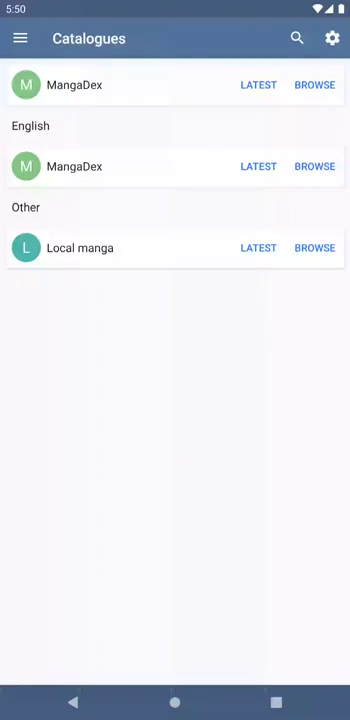 5:50
Catalogues
M MangaDex LATEST BROWSE
English
M MangaDex LATEST BROWSE
Other
L Local manga LATEST BROWSE